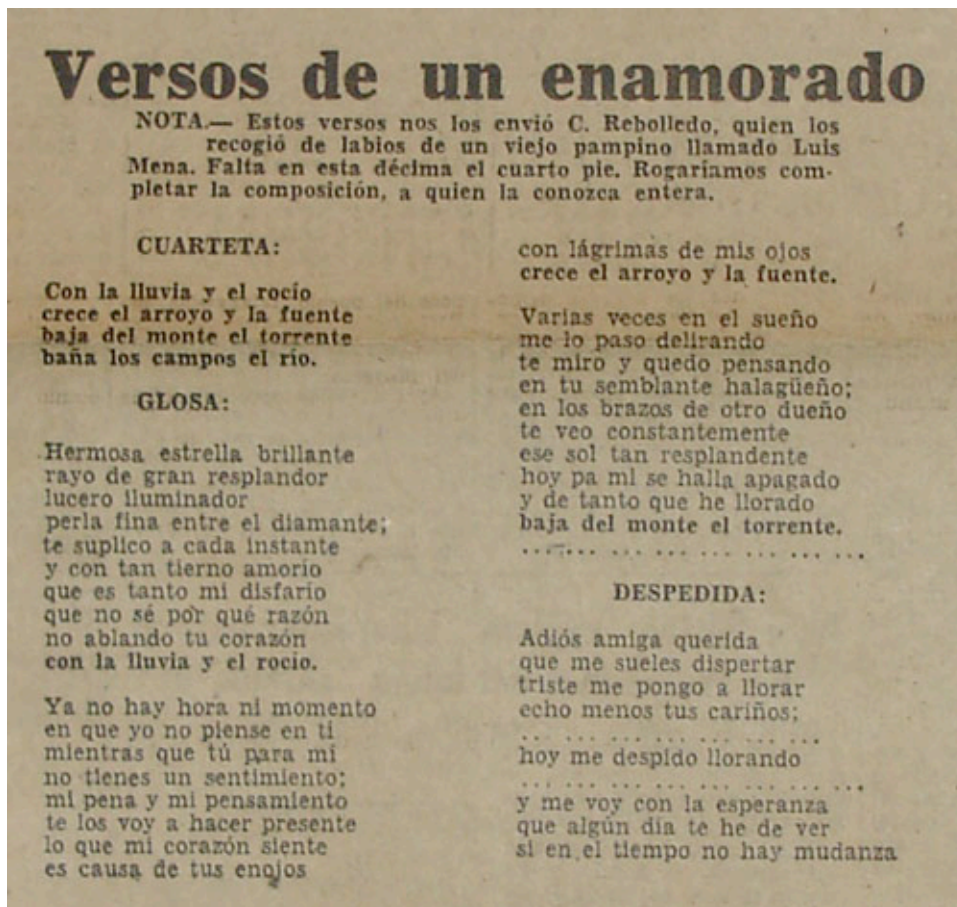 Versos de un enamorado
NOTA.— Estos versos nos los envió C. Rebolledo, quien los
recogió de labios de un viejo pampino llamado Luis
Mena. Falta en esta décima el cuarto pie. Rogaríamos com-
pletar la composición, a quien la conozca entera.
CUARTETA:
Con la lluvia y el rocío
crece el arroyo y la fuente
baja del monte el torrente
baña los campos el río.
GLOSA:
Hermosa estrella brillante
rayo de gran resplandor
lucero iluminador
perla fina entre el diamante;
te suplico a cada instante
y con tan tierno amorío
que es tanto mi disfario
que no sé por qué razón
no ablando tu corazón
con la lluvia y el rocío.
Ya no hay hora ni momento
en que yo no piense en ti
mientras que tú para mí
no tienes un sentimiento;
mi pena y mi pensamiento
te los voy a hacer presente
lo que mi corazón siente
es causa de tus enojos
con lágrimas de mis ojos
crece el arroyo y la fuente.
Varias veces en el sueño
me lo paso delirando
te miro y quedo pensando
en tu semblante halagüeño;
en los brazos de otro dueño
te veo constantemente
ese sol tan resplandente
hoy pa mi se halla apagado
y de tanto que he llorado
baja del monte el torrente.
... ... ... ... ... ... ... ... ...
DESPEDIDA:
Adiós amiga querida
que me sueles dispertar
triste me pongo a llorar
echo menos tus cariños;
... ... ... ... ... ... ... ...
hoy me despido llorando
... ... ... ... ... ... ... ... ...
y me voy con la esperanza
que algún día te he de ver
si en el tiempo no hay mudanza